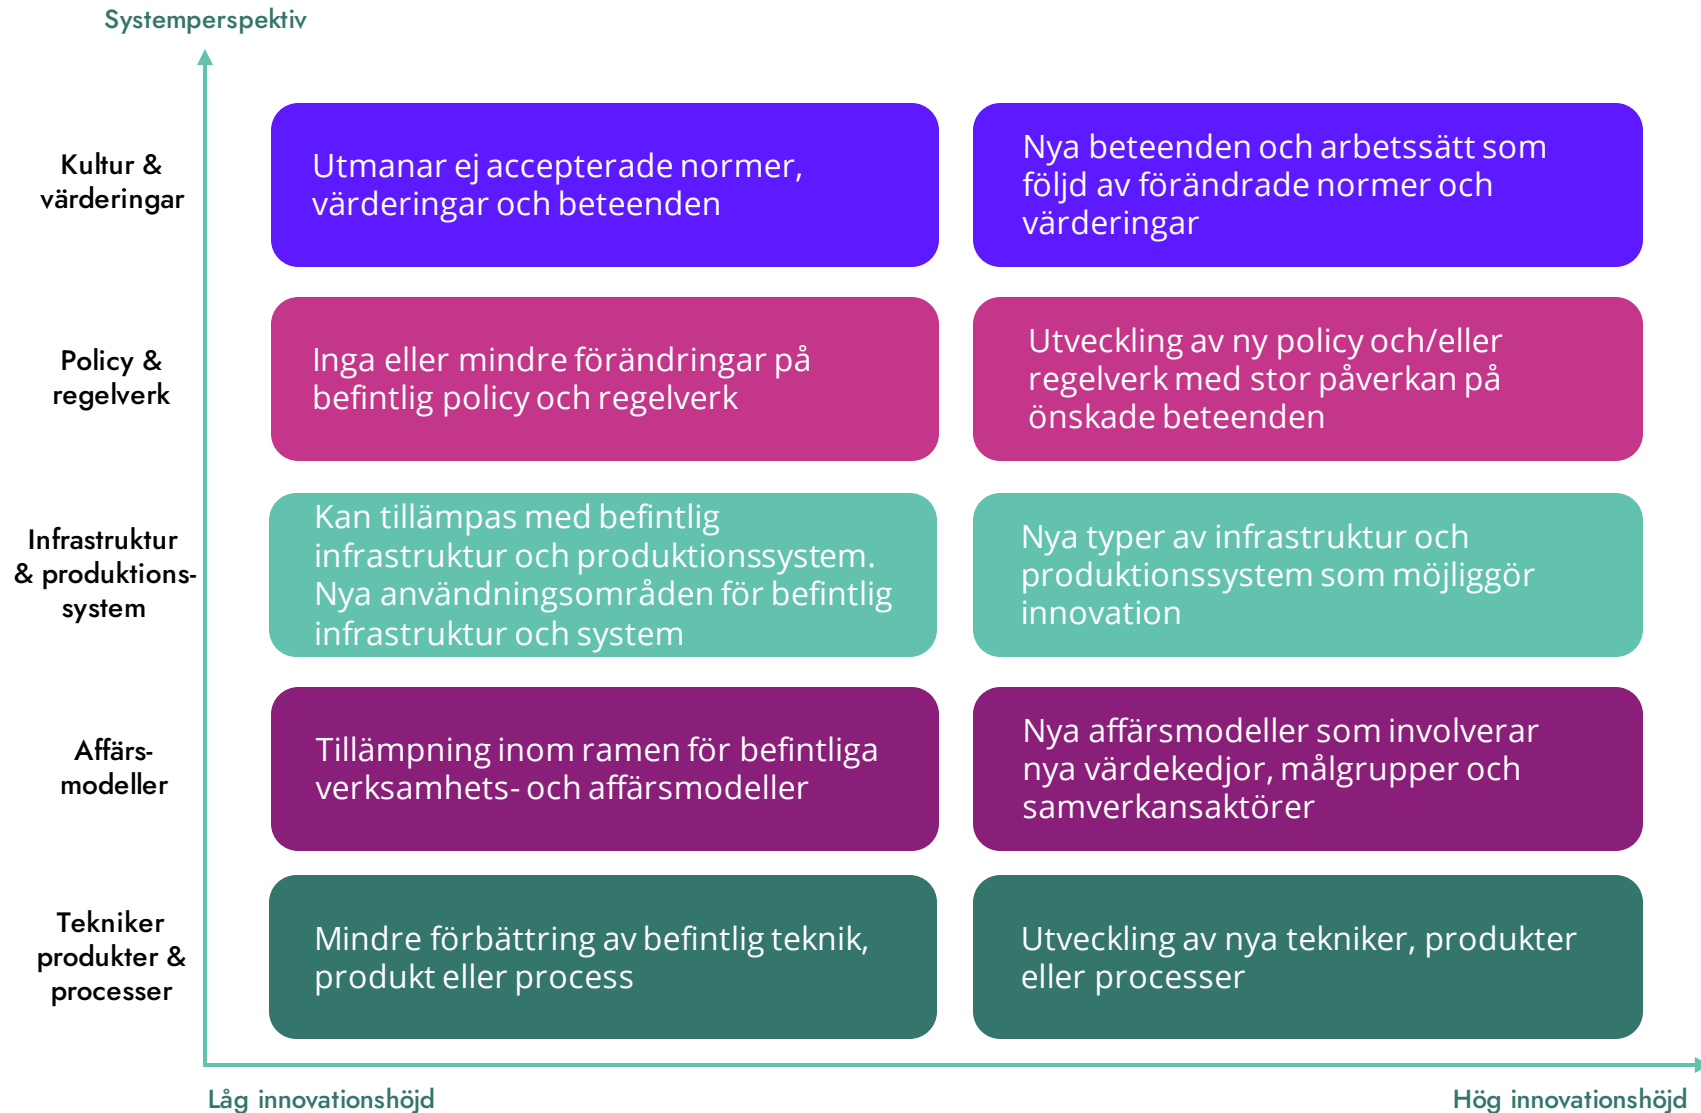 Systemperspektiv
Kultur &
värderingar
Utmanar ej accepterade normer,
värderingar och beteenden
Nya beteenden och arbetssätt som
följd av förändrade normer och
värderingar
Policy &
regelverk
Inga eller mindre förändringar på
befintlig policy och regelverk
Utveckling av ny policy och/eller
regelverk med stor påverkan på
önskade beteenden
Infrastruktur
& produktions-
system
Kan tillämpas med befintlig
infrastruktur och produktionssystem.
Nya användningsområden för befintlig
infrastruktur och system
Nya typer av infrastruktur och
produktionssystem som möjliggör
innovation
Affärs-
modeller
Tillämpning inom ramen för befintliga
verksamhets- och affärsmodeller
Nya affärsmodeller som involverar
nya värdekedjor, målgrupper och
samverkansaktörer
Tekniker
produkter &
processer
Mindre förbättring av befintlig teknik,
produkt eller process
Utveckling av nya tekniker, produkter
eller processer
Låg innovationshöjd
Hög innovationshöjd